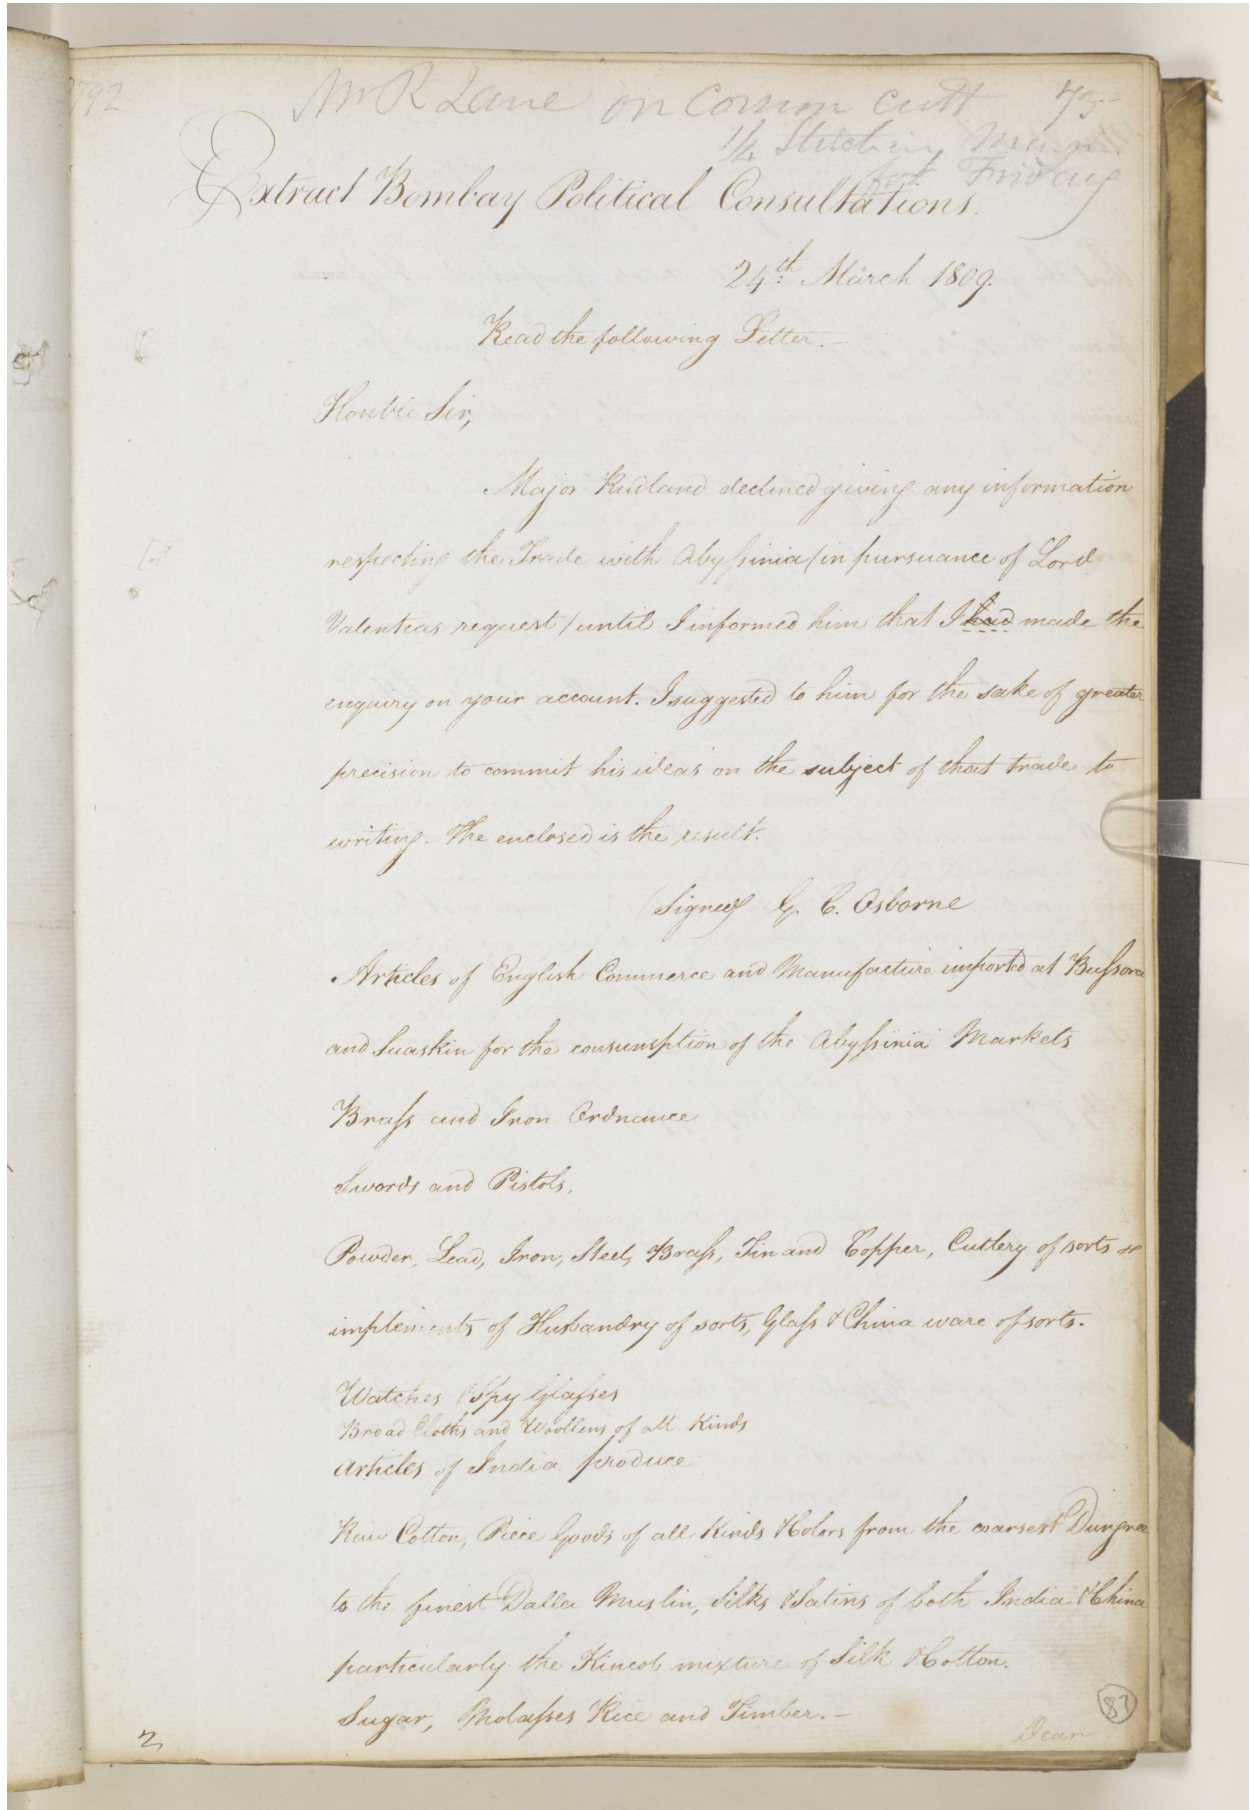 792
Mr R Lane on Comon Cutt 75.-
1/4 Stitching
for Friday
Extract Bombay Political Consultations.
24th: March 1809.
Read the following Letter. -
Honble Sir,
Major Rudland declined giving any information
respecting the Trade with Abyssinia (in pursuance of Lord
Valentias request) until I informed him that I had made the
enquiry on your account. I suggested to him for the sake of greater
precision to commit his ideas on the subject of that trade to
writing. The enclosed is the result.
(Signed) G. C. Osborne
Articles of English Commerce and Manufacture imported at Bussora
and Suaskin for the consumption of the Abyssinia Markets
Brass and Iron Ordnance
Swords and Pistols.
Powder, Lead, Iron, Steel, Brass, Tin and Copper, Cutlery of sorts &
implements of Husbandry of sorts, Glass & China ware of sorts.
Watches & Spy Glasses
Broad Cloths and Woollens of all Kinds
Articles of India produce
Raw Cotton, Piece Goods of all Kinds & Colors from the coarsest
to the finest Dalla Muslin, Silks & Satins of both India & China
particularly the Kincob mixture of Silk & Cotton.
Sugar, Molasses Rice and Timber. -
83
2